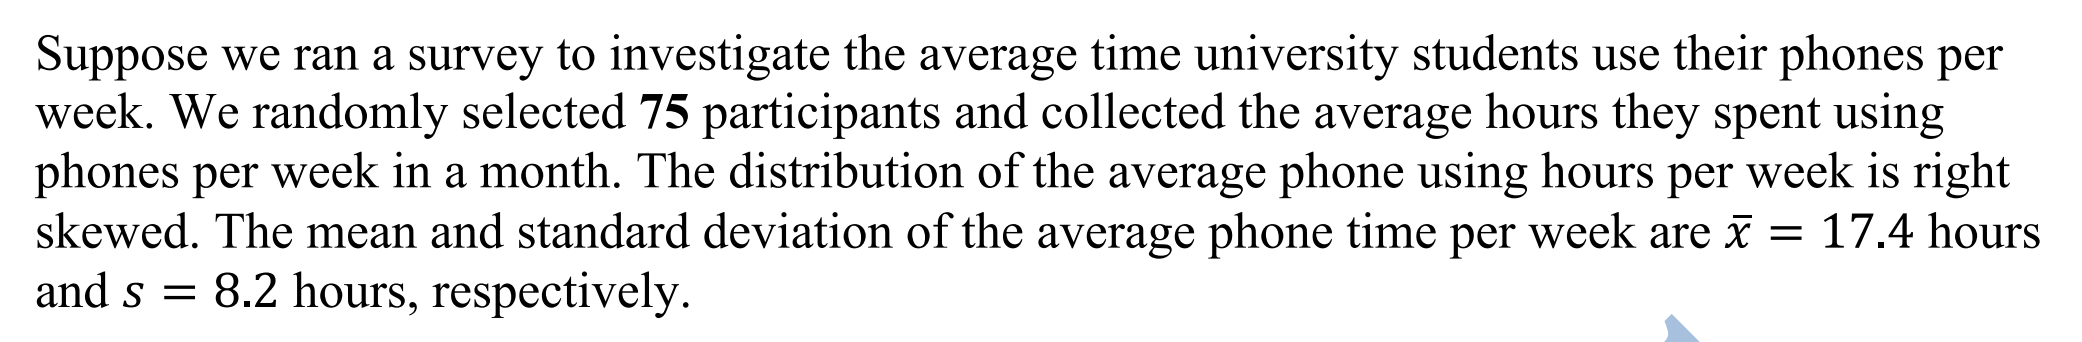 Suppose we ran a survey to investigate the average time university students use their phones per
week. We randomly selected 75 participants and collected the average hours they spent using
phones per week in a month. The distribution of the average phone using hours per week is right
skewed. The mean and standard deviation of the average phone time per week are x̄ = 17.4 hours
and s = 8.2 hours, respectively.